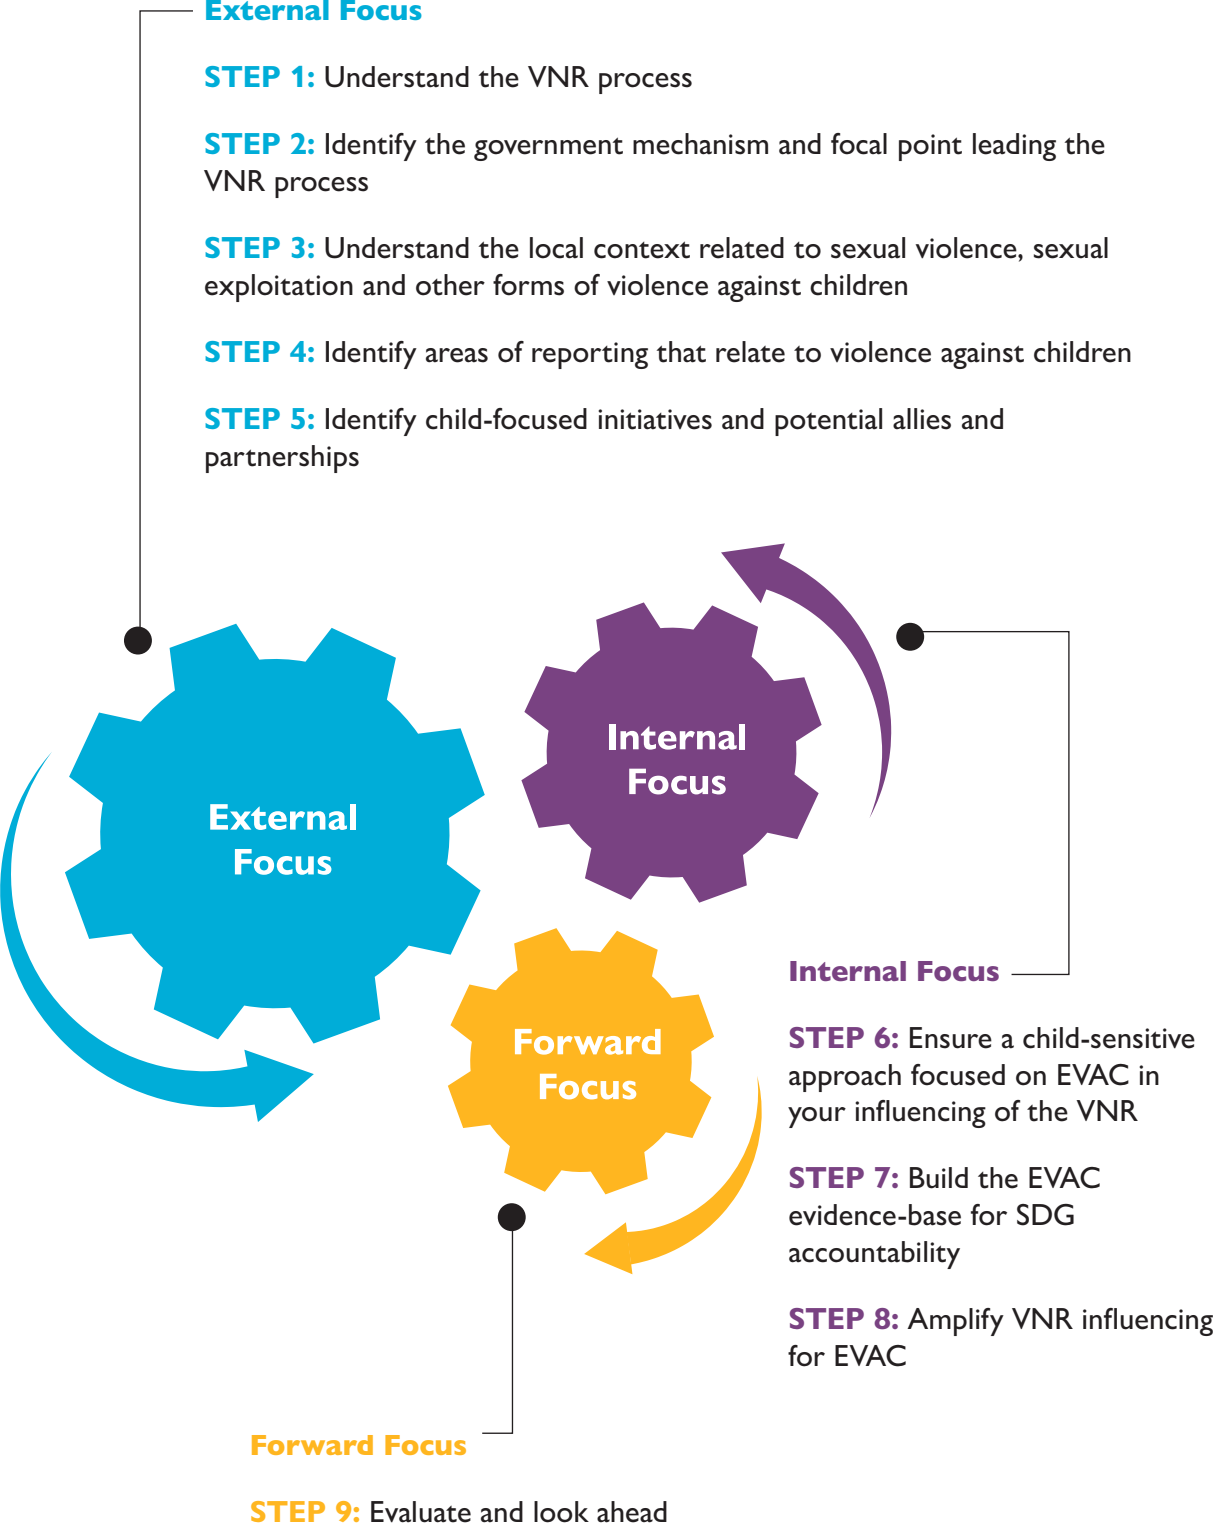 External Focus
STEP 1: Understand the VNR process
STEP 2: Identify the government mechanism and focal point leading the
VNR process
STEP 3: Understand the local context related to sexual violence, sexual
exploitation and other forms of violence against children
STEP 4: Identify areas of reporting that relate to violence against children
STEP 5: Identify child-focused initiatives and potential allies and
partnerships
Internal
Focus
External
Focus
Forward
Focus
Internal Focus
STEP 6: Ensure a child-sensitive
approach focused on EVAC in
your influencing of the VNR
STEP 7: Build the EVAC
evidence-base for SDG
accountability
STEP 8: Amplify VNR influencing
for EVAC
Forward Focus
STEP 9: Evaluate and look ahead